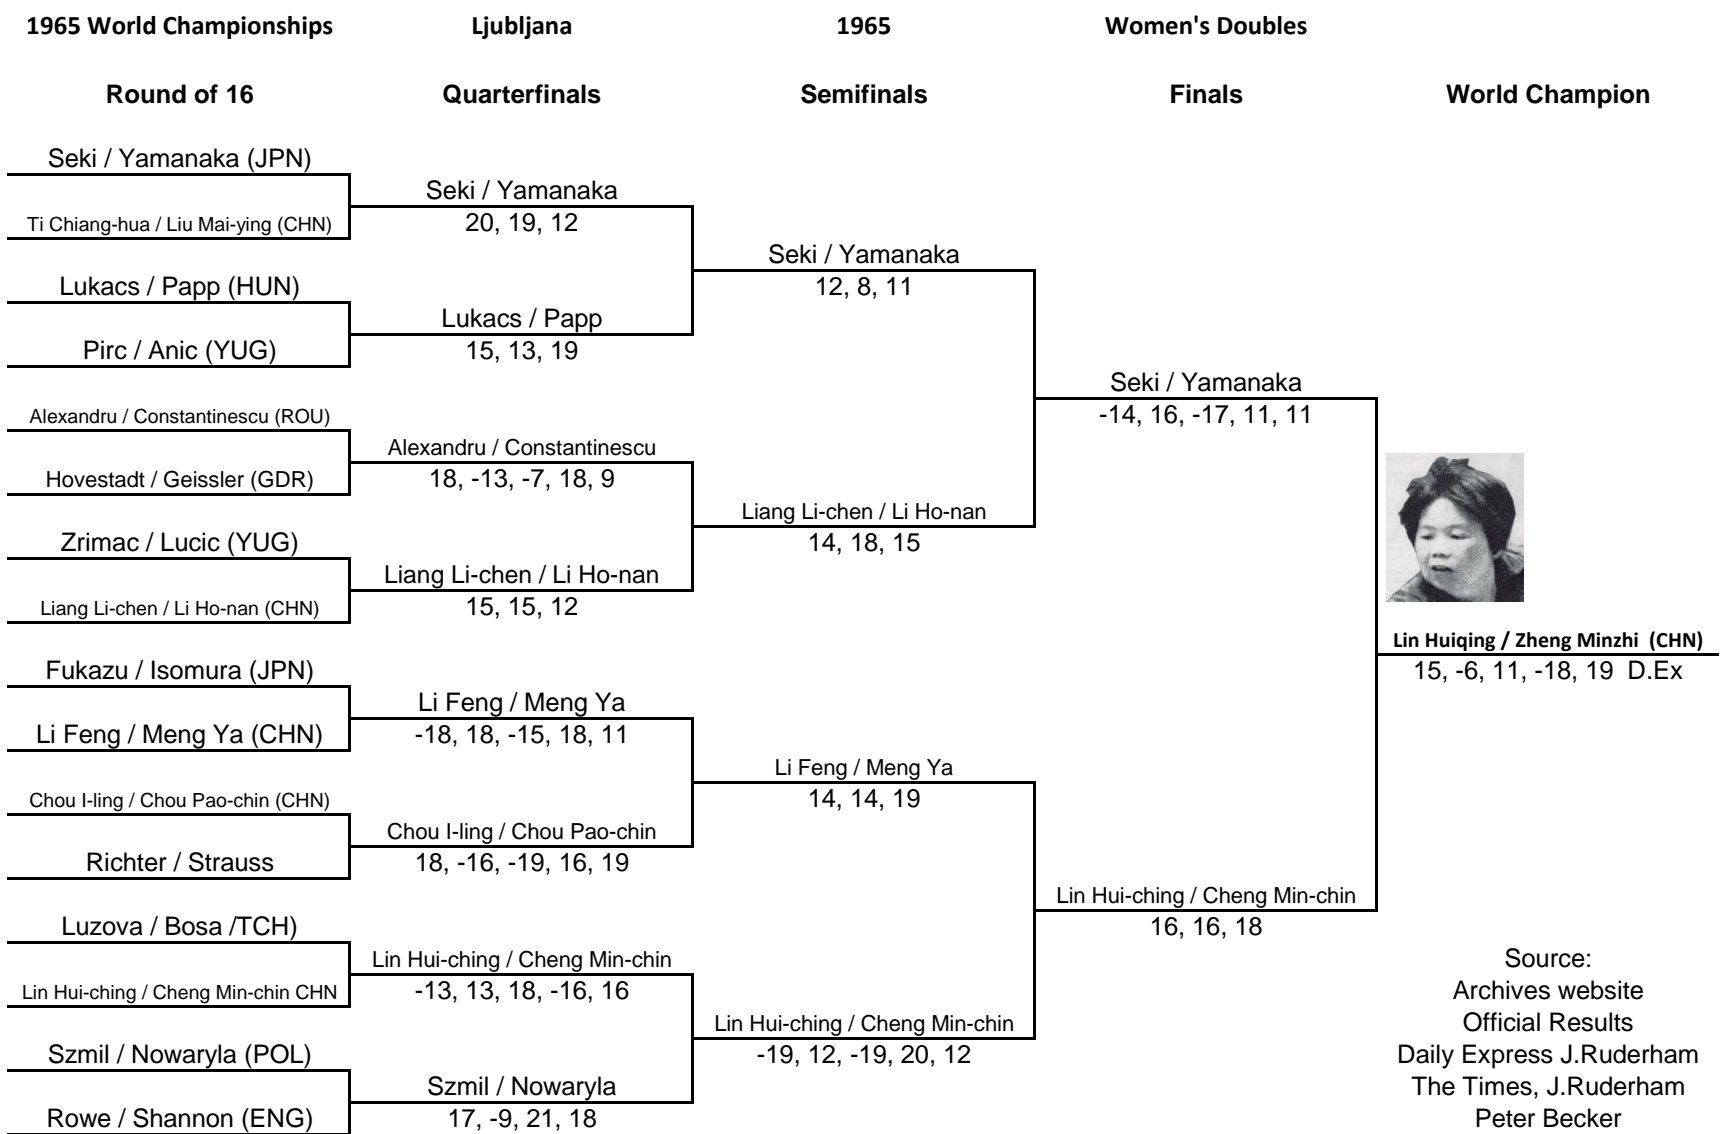 1965 World Championships Ljubljana 1965 Women's Doubles
Round of 16 Quarterfinals Semifinals Finals World Champion
Seki / Yamanaka (JPN)
Seki / Yamanaka
Ti Chiang-hua / Liu Mai-ying (CHN)
20, 19, 12
Seki / Yamanaka
Lukacs / Papp (HUN)
12, 8, 11
Lukacs / Papp
Pirc / Anic (YUG)
15, 13, 19
Seki / Yamanaka
Alexandru / Constantinescu (ROU)
-14, 16, -17, 11, 11
Alexandru / Constantinescu
Hovestadt / Geissler (GDR)
18, -13, -7, 18, 9
Liang Li-chen / Li Ho-nan
Zrimac / Lucic (YUG)
14, 18, 15
Liang Li-chen / Li Ho-nan
Liang Li-chen / Li Ho-nan (CHN)
15, 15, 12
Lin Huiqing / Zheng Minzhi (CHN)
Fukazu / Isomura (JPN)
15, -6, 11, -18, 19 D.Ex
Li Feng / Meng Ya
Li Feng / Meng Ya (CHN)
-18, 18, -15, 18, 11
Li Feng / Meng Ya
Chou I-ling / Chou Pao-chin (CHN)
14, 14, 19
Chou I-ling / Chou Pao-chin
Richter / Strauss
18, -16, -19, 16, 19
Lin Hui-ching / Cheng Min-chin
Luzova / Bosa /TCH)
16, 16, 18
Lin Hui-ching / Cheng Min-chin
Lin Hui-ching / Cheng Min-chin CHN
-13, 13, 18, -16, 16
Lin Hui-ching / Cheng Min-chin
Szmil / Nowaryla (POL)
-19, 12, -19, 20, 12
Szmil / Nowaryla
Rowe / Shannon (ENG)
17, -9, 21, 18
Source:
Archives website
Official Results
Daily Express J.Ruderham
The Times, J.Ruderham
Peter Becker